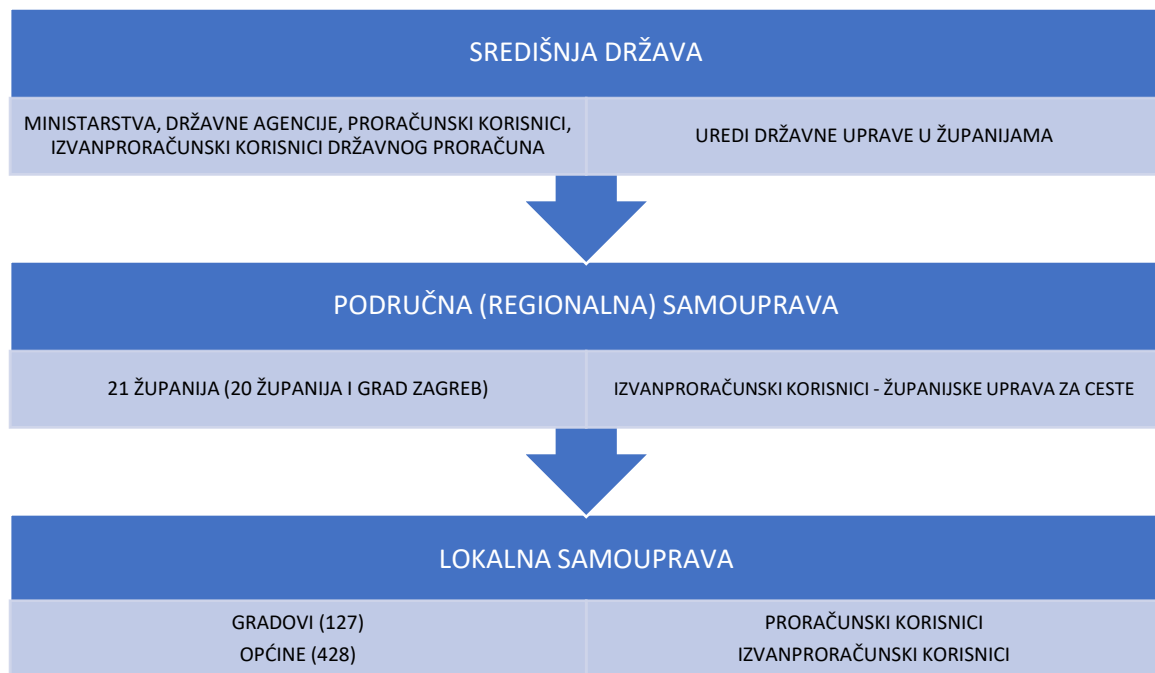 SREDIŠNJA DRŽAVA
MINISTARSTVA, DRŽAVNE AGENCIJE, PRORAČUNSKI KORISNICI,
IZVANPRORAČUNSKI KORISNICI DRŽAVNOG PRORAČUNA
UREDI DRŽAVNE UPRAVE U ŽUPANIJAMA
PODRUČNA (REGIONALNA) SAMOUPRAVA
21 ŽUPANIJA (20 ŽUPANIJA I GRAD ZAGREB)
IZVANPRORAČUNSKI KORISNICI - ŽUPANIJSKE UPRAVA ZA CESTE
LOKALNA SAMOUPRAVA
GRADOVI (127)
OPĆINE (428)
PRORAČUNSKI KORISNICI
IZVANPRORAČUNSKI KORISNICI